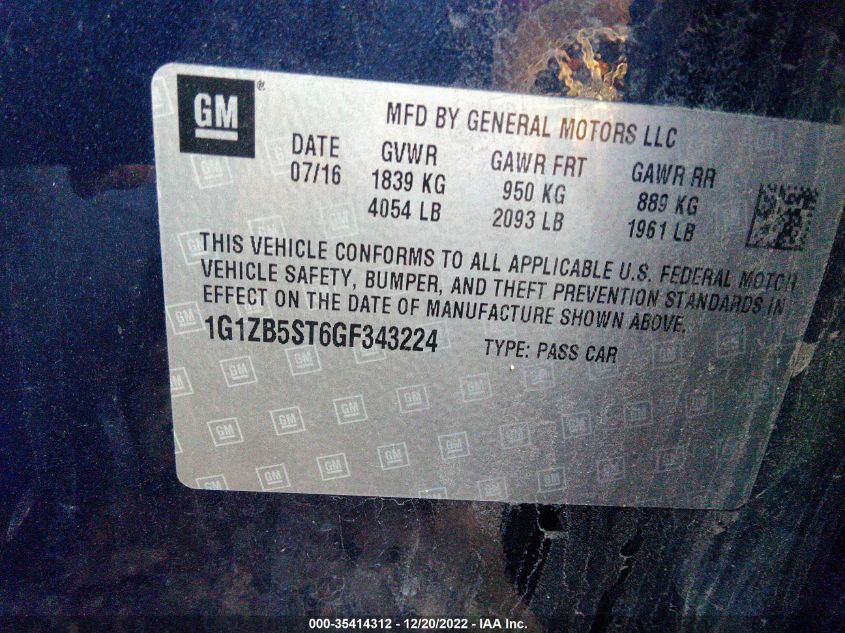 GM ®
MFD BY GENERAL MOTORS LLC
DATE GVWR GAWR FRT GAWR RR
07/16 1839 KG 950 KG 889 KG
4054 LB 2093 LB 1961 LB
THIS VEHICLE CONFORMS TO ALL APPLICABLE U.S. FEDERAL MOTOR
VEHICLE SAFETY, BUMPER, AND THEFT PREVENTION STANDARDS IN
EFFECT ON THE DATE OF MANUFACTURE SHOWN ABOVE.
1G1ZB5ST6GF343224 TYPE: PASS CAR
000-35414312 - 12/20/2022 - IAA Inc.